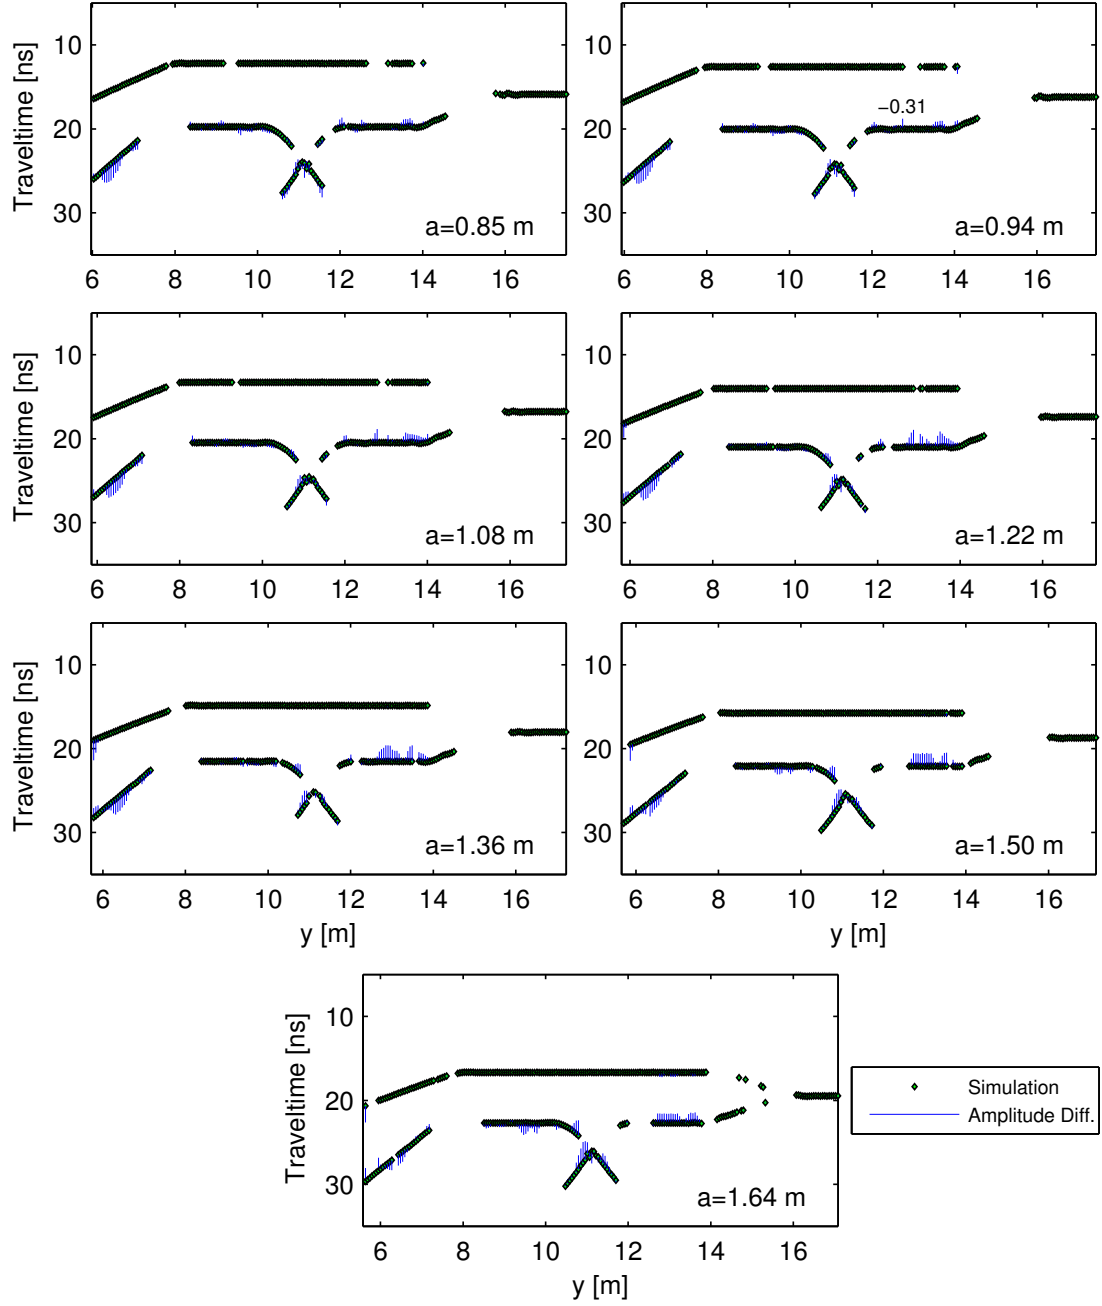 10
20
30
Traveltime [ns]
a=0.85 m
6 8 10 12 14 16
−0.31
a=0.94 m
6 8 10 12 14 16
10
20
30
Traveltime [ns]
a=1.08 m
6 8 10 12 14 16
10
20
30
a=1.22 m
6 8 10 12 14 16
10
20
30
Traveltime [ns]
a=1.36 m
6 8 10 12 14 16
y [m]
10
20
30
a=1.50 m
6 8 10 12 14 16
y [m]
10
20
30
Traveltime [ns]
a=1.64 m
6 8 10 12 14 16
y [m]
Simulation
Amplitude Diff.